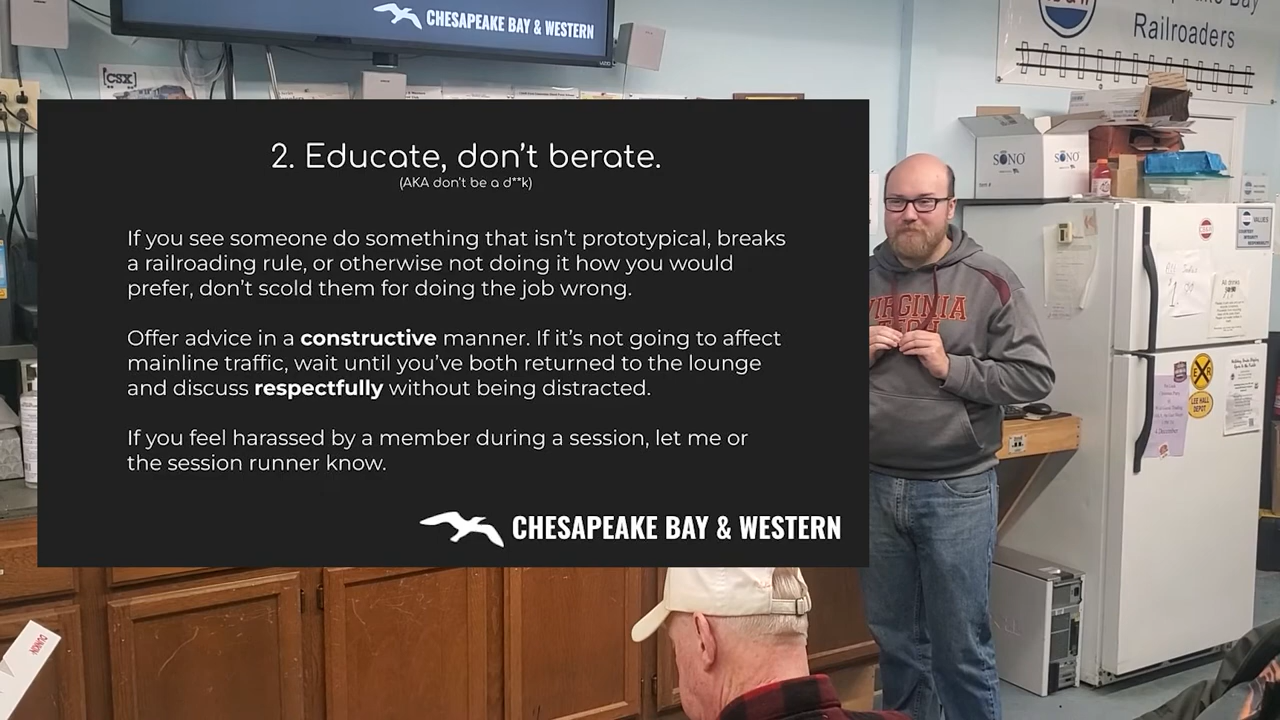 CHESAPEAKE BAY & WESTERN
Railroaders
CSX
2. Educate, don't berate.
(AKA don't be a d**k)
If you see someone do something that isn't prototypical, breaks
a railroading rule, or otherwise not doing it how you would
prefer, don't scold them for doing the job wrong.
Offer advice in a constructive manner. If it's not going to affect
mainline traffic, wait until you've both returned to the lounge
and discuss respectfully without being distracted.
If you feel harassed by a member during a session, let me or
the session runner know.
CHESAPEAKE BAY & WESTERN
SONO
SONO
VALUES
VIRGINIA
EXR
LEE HALL
DEPOT
DUNKIN'